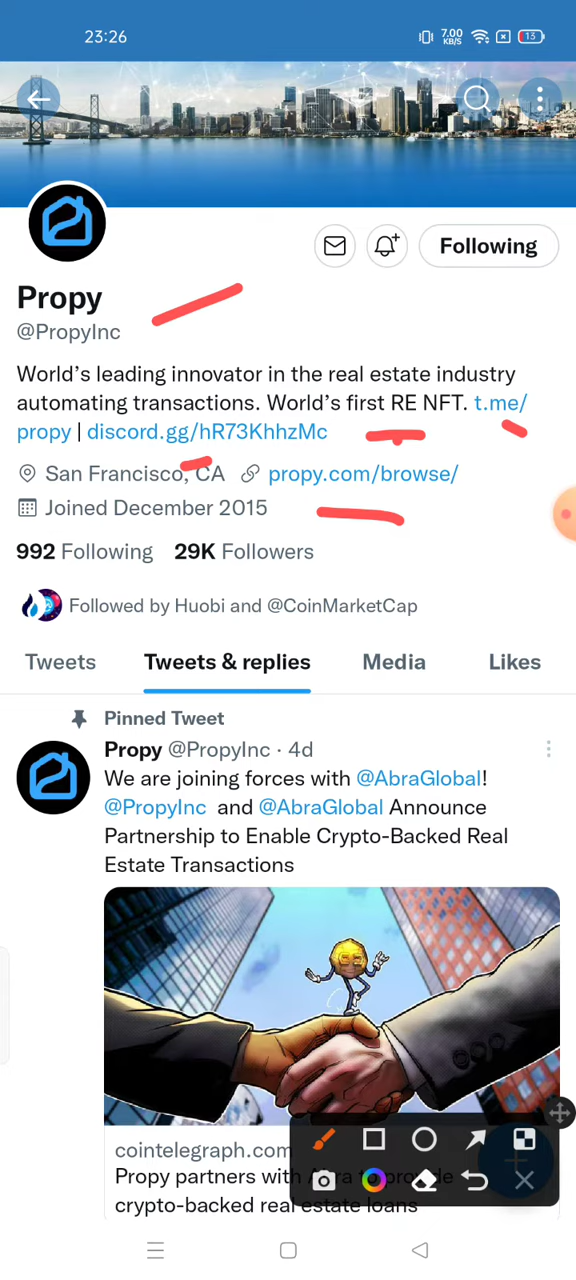 23:26
7.00
KB/S
13
Following
Propy
@PropyInc
World's leading innovator in the real estate industry
automating transactions. World's first RE NFT. t.me/
propy | discord.gg/hR73KhhzMc
San Francisco, CA propy.com/browse/
Joined December 2015
992 Following 29K Followers
Followed by Huobi and @CoinMarketCap
Tweets Tweets & replies Media Likes
Pinned Tweet
Propy @PropyInc · 4d
We are joining forces with @AbraGlobal!
@PropyInc and @AbraGlobal Announce
Partnership to Enable Crypto-Backed Real
Estate Transactions
cointelegraph.com
Propy partners with Abra to provide
crypto-backed real estate loans